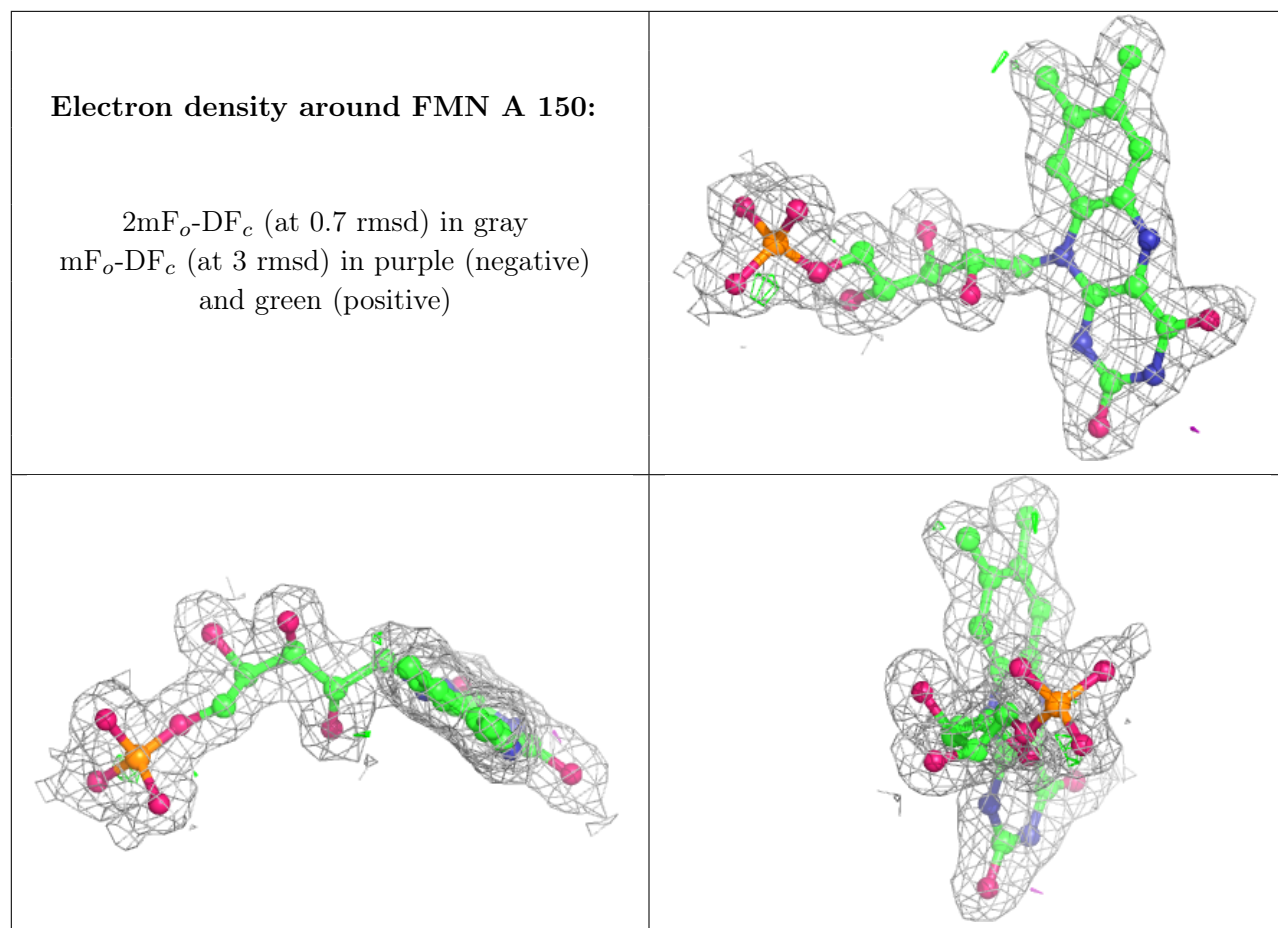 Electron density around FMN A 150:
2mFo-DFc (at 0.7 rmsd) in gray
mFo-DFc (at 3 rmsd) in purple (negative)
and green (positive)